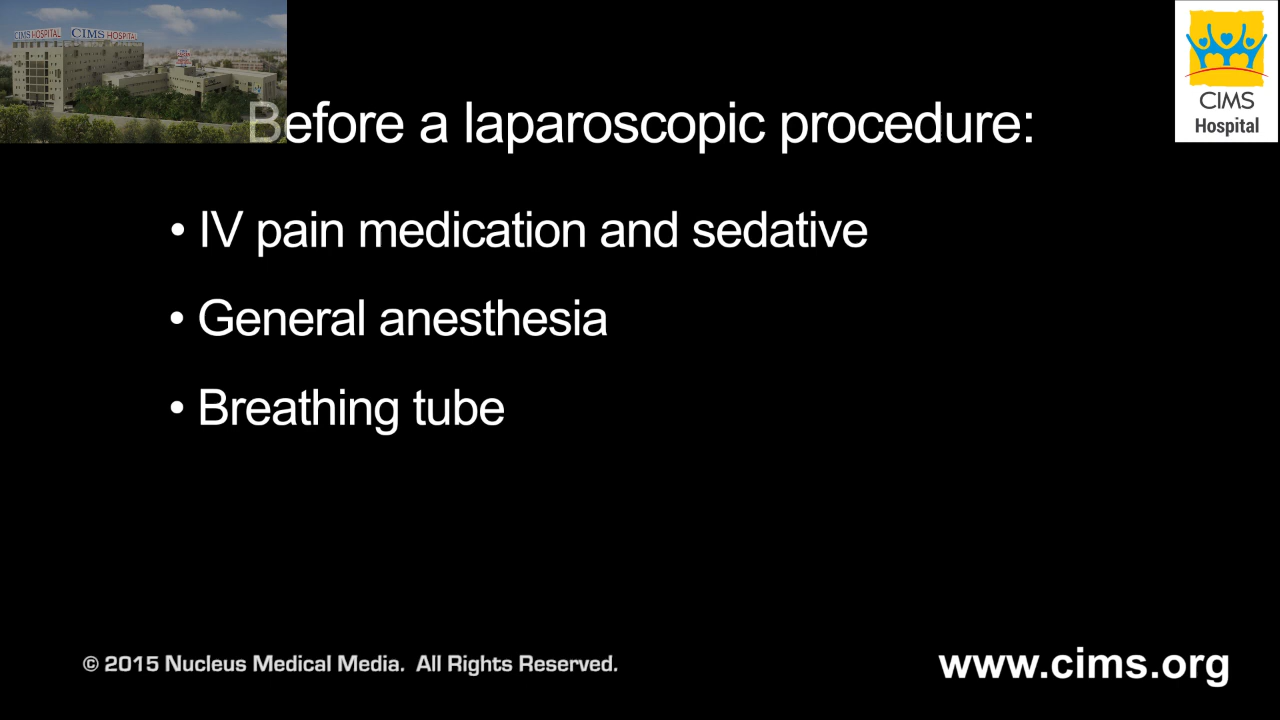 CIMS HOSPITAL CIMS HOSPITAL
Before a laparoscopic procedure:
CIMS
Hospital
• IV pain medication and sedative
• General anesthesia
• Breathing tube
© 2015 Nucleus Medical Media. All Rights Reserved.
www.cims.org